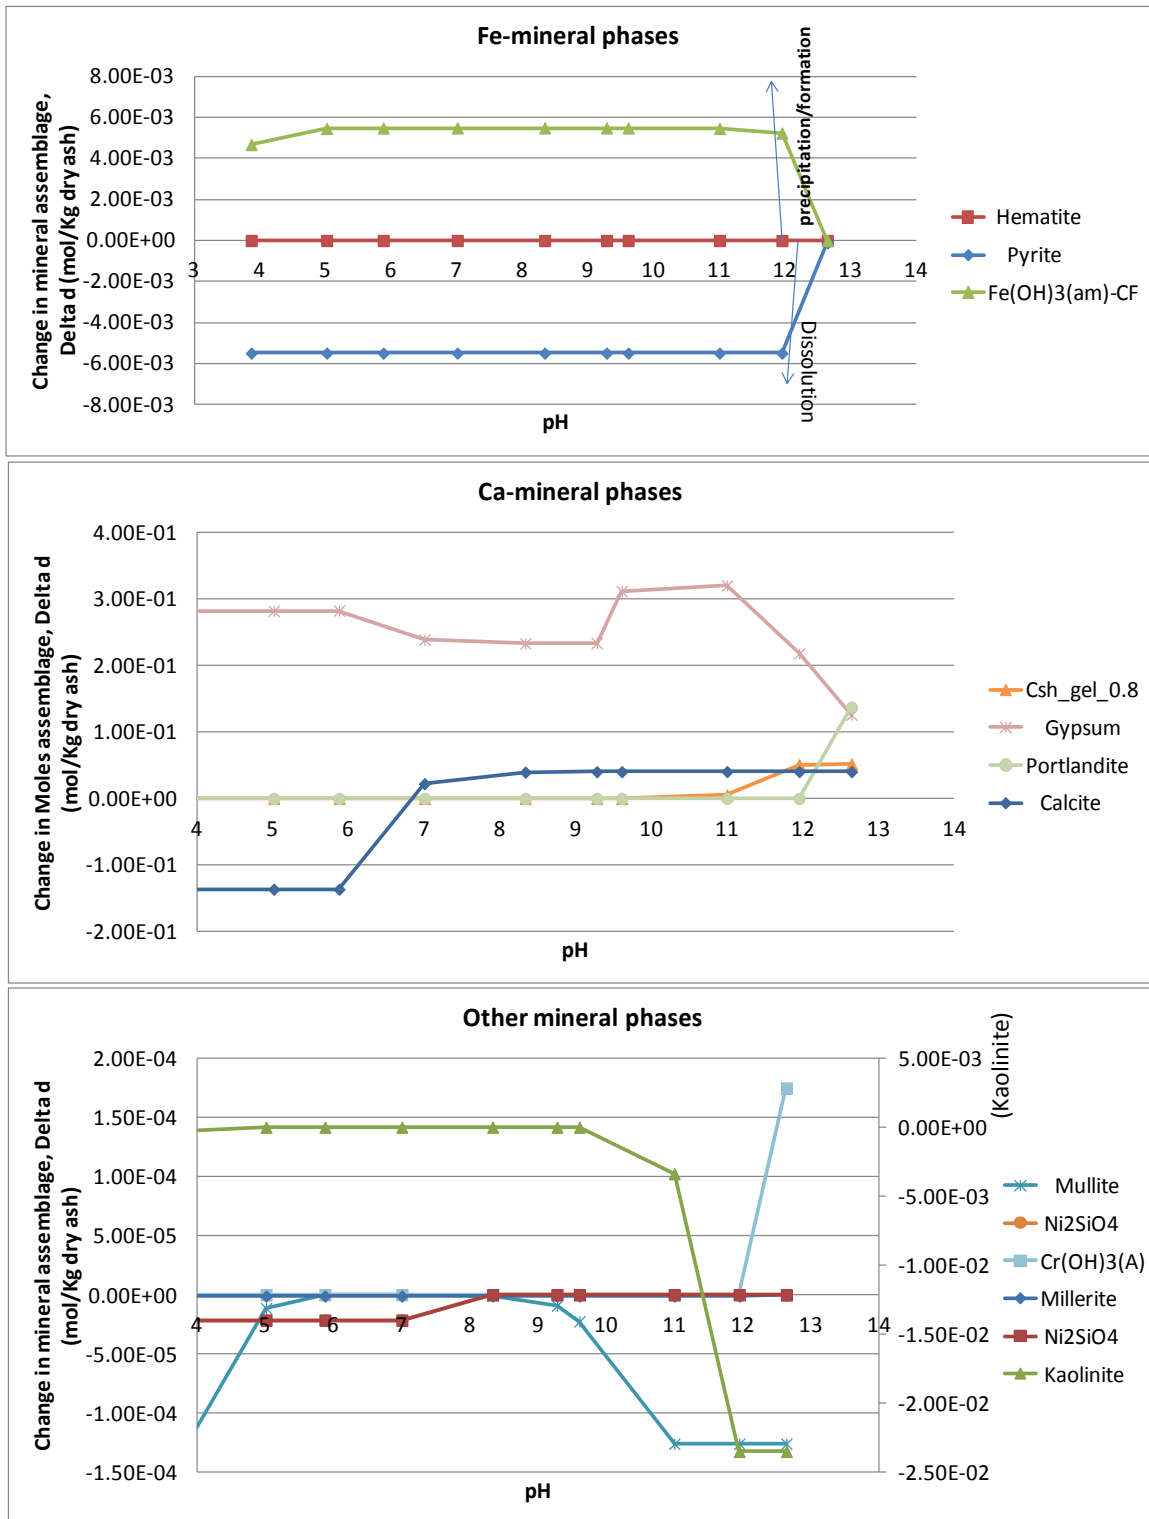 Fe-mineral phases
Change in mineral assemblage,
Delta d (mol/Kg dry ash)
8.00E-03
6.00E-03
4.00E-03
2.00E-03
0.00E+00
-2.00E-03
-4.00E-03
-6.00E-03
-8.00E-03
3 4 5 6 7 8 9 10 11 12 13 14
pH
precipitation/formation
Dissolution
Hematite
Pyrite
Fe(OH)3(am)-CF
Ca-mineral phases
Change in Moles assemblage, Delta d
(mol/Kg dry ash)
4.00E-01
3.00E-01
2.00E-01
1.00E-01
0.00E+00
-1.00E-01
-2.00E-01
4 5 6 7 8 9 10 11 12 13 14
pH
Csh_gel_0.8
Gypsum
Portlandite
Calcite
Other mineral phases
Change in mineral assemblage, Delta d
(mol/Kg dry ash)
2.00E-04
1.50E-04
1.00E-04
5.00E-05
0.00E+00
-5.00E-05
-1.00E-04
-1.50E-04
4 5 6 7 8 9 10 11 12 13 14
pH
5.00E-03
0.00E+00
-5.00E-03
-1.00E-02
-1.50E-02
-2.00E-02
-2.50E-02
(Kaolinite)
Mullite
Ni2SiO4
Cr(OH)3(A)
Millerite
Ni2SiO4
Kaolinite